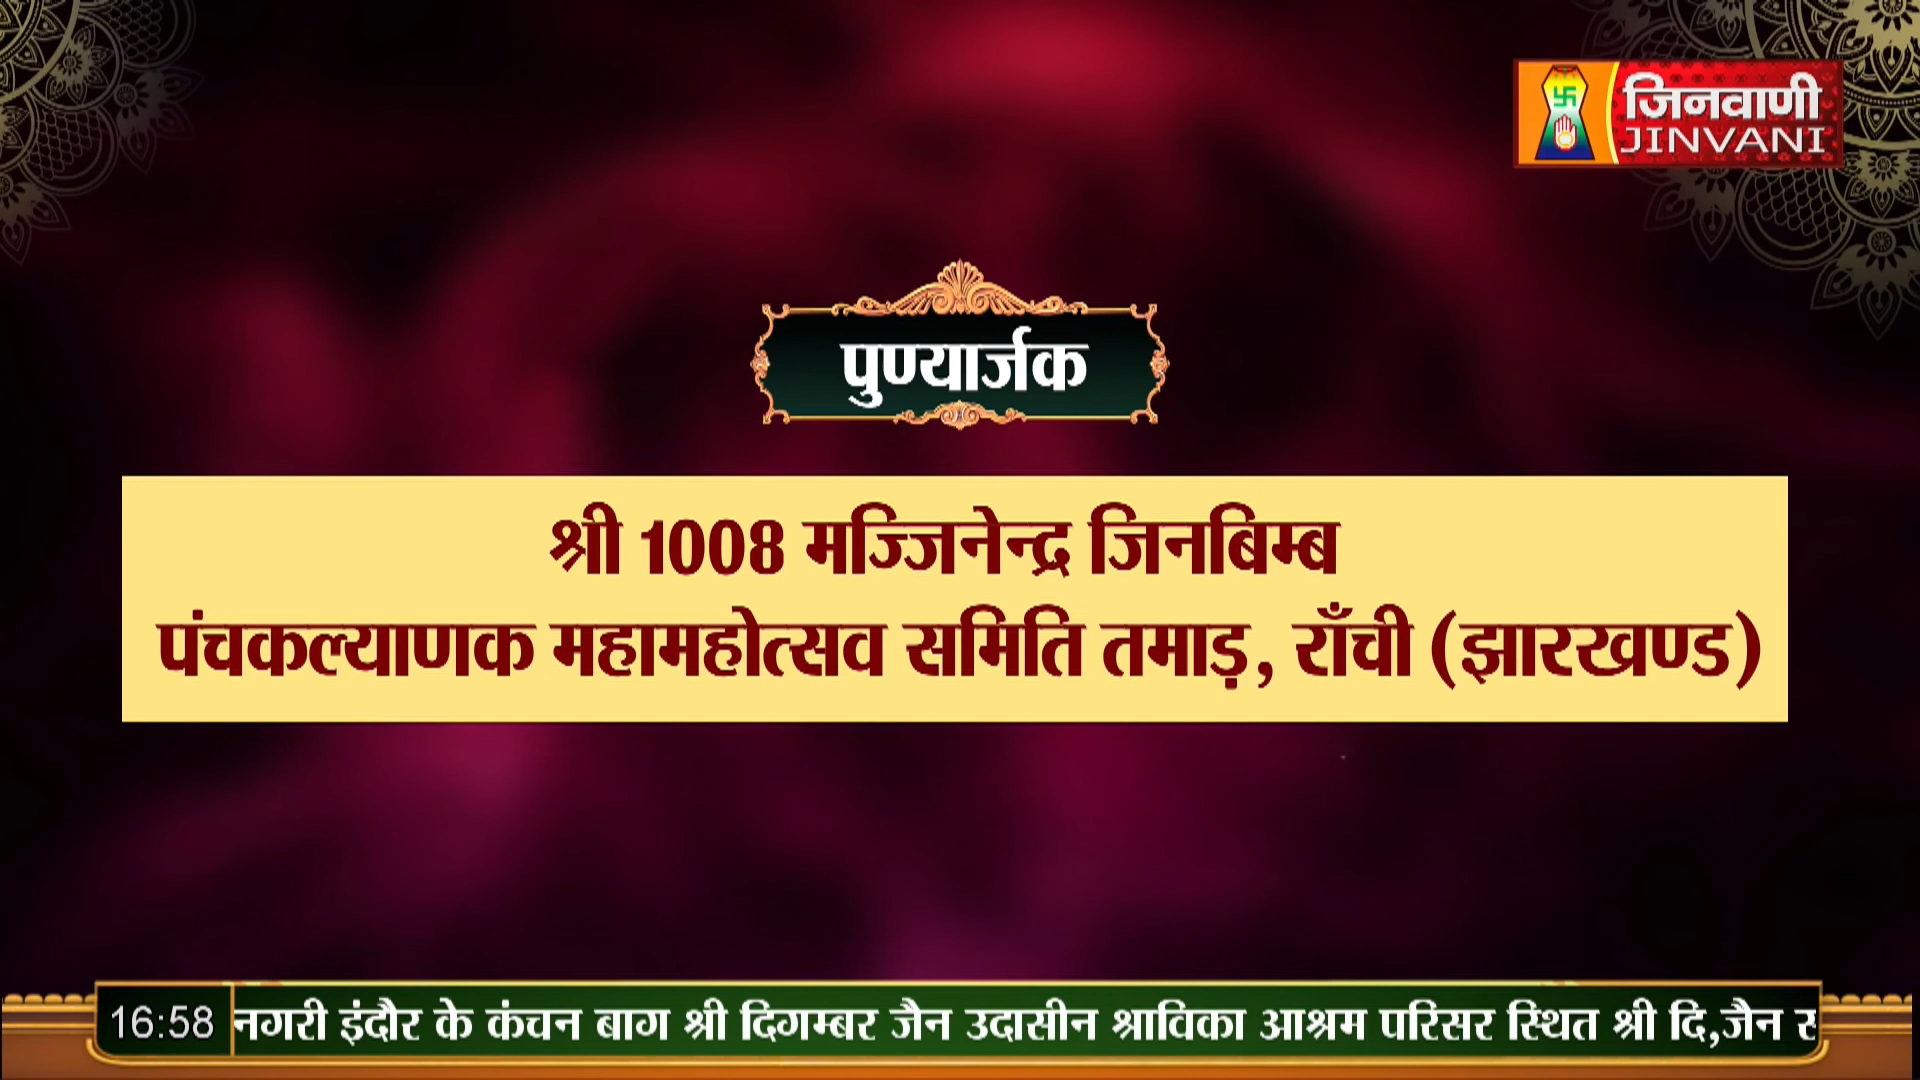 जिनवाणी
JINVANI
पुण्यार्जक
श्री 1008 मज्जिनेन्द्र जिनबिम्ब
पंचकल्याणक महामहोत्सव समिति तमाड़, राँची (झारखण्ड)
16:58 नगरी इंदौर के कंचन बाग श्री दिगम्बर जैन उदासीन श्राविका आश्रम परिसर स्थित श्री दि,जैन